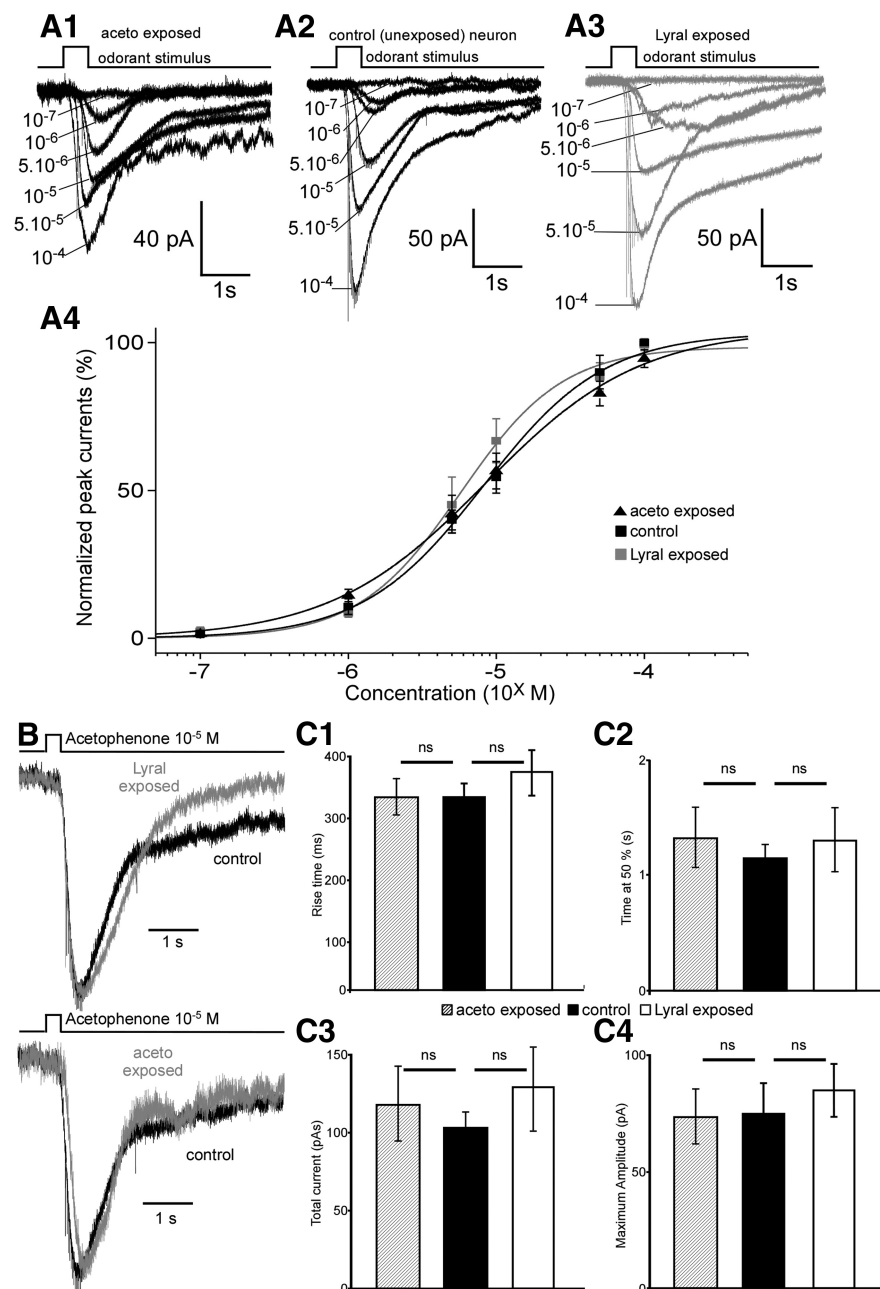 A1
aceto exposed
odorant stimulus
10-7
10-6
5.10-6
10-5
5.10-5
10-4
40 pA
1s
A2
control (unexposed) neuron
odorant stimulus
10-7
10-6
5.10-6
10-5
5.10-5
10-4
50 pA
1s
A3
Lyral exposed
odorant stimulus
10-7
10-6
5.10-6
10-5
5.10-5
10-4
50 pA
1s
A4
Normalized peak currents (%)
100
50
0
-7
-6
-5
-4
Concentration (10X M)
aceto exposed
control
Lyral exposed
B
Acetophenone 10-5 M
Lyral
exposed
control
1 s
Acetophenone 10-5 M
aceto
exposed
control
1 s
C1
Rise time (ms)
400
300
200
100
0
ns
ns
C2
Time at 50 % (s)
2
1
0
ns
ns
aceto exposed control Lyral exposed
C3
Total current (pAs)
150
100
50
0
ns
ns
C4
Maximum Amplitude (pA)
100
50
0
ns
ns